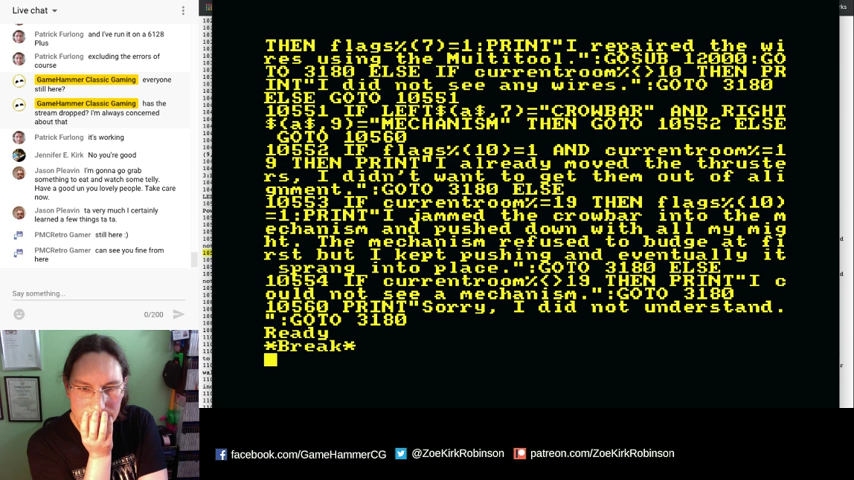 Live chat
Patrick Furlong and I've run it on a 6128
Plus
Patrick Furlong excluding the errors of
course
GameHammer Classic Gaming everyone
still here?
GameHammer Classic Gaming has the
stream dropped? I'm always concerned
about that
Patrick Furlong it's working
Jennifer E. Kirk No you're good
Jason Pleavin I'm gonna go grab
something to eat and watch some telly.
Have a good un you lovely people. Take care
now.
Jason Pleavin ta very much I certainly
learned a few things ta ta.
PMCRetro Gamer still here :)
PMCRetro Gamer can see you fine from
here
Say something...
0/200
THEN flags%(7)=1:PRINT"I repaired the wi
res using the Multitool.":GOSUB 12000:GO
TO 3180 ELSE IF currentroom%<>10 THEN PR
INT"I did not see any wires.":GOTO 3180
ELSE GOTO 10551
10551 IF LEFT$(a$,7)="CROWBAR" AND RIGHT
$(a$,9)="MECHANISM" THEN GOTO 10552 ELSE
GOTO 10560
10552 IF flags%(10)=1 AND currentroom%=1
9 THEN PRINT"I already moved the thruste
rs, I didn't want to get them out of ali
gnment.":GOTO 3180 ELSE
10553 IF currentroom%=19 THEN flags%(10)
=1:PRINT"I jammed the crowbar into the m
echanism and pushed down with all my mig
ht. The mechanism refused to budge at fi
rst but I kept pushing and eventually it
sprang into place.":GOTO 3180 ELSE
10554 IF currentroom%<>19 THEN PRINT"I c
ould not see a mechanism.":GOTO 3180
10560 PRINT"Sorry, I did not understand.
":GOTO 3180
Ready
*Break*
facebook.com/GameHammerCG
@ZoeKirkRobinson
patreon.com/ZoeKirkRobinson